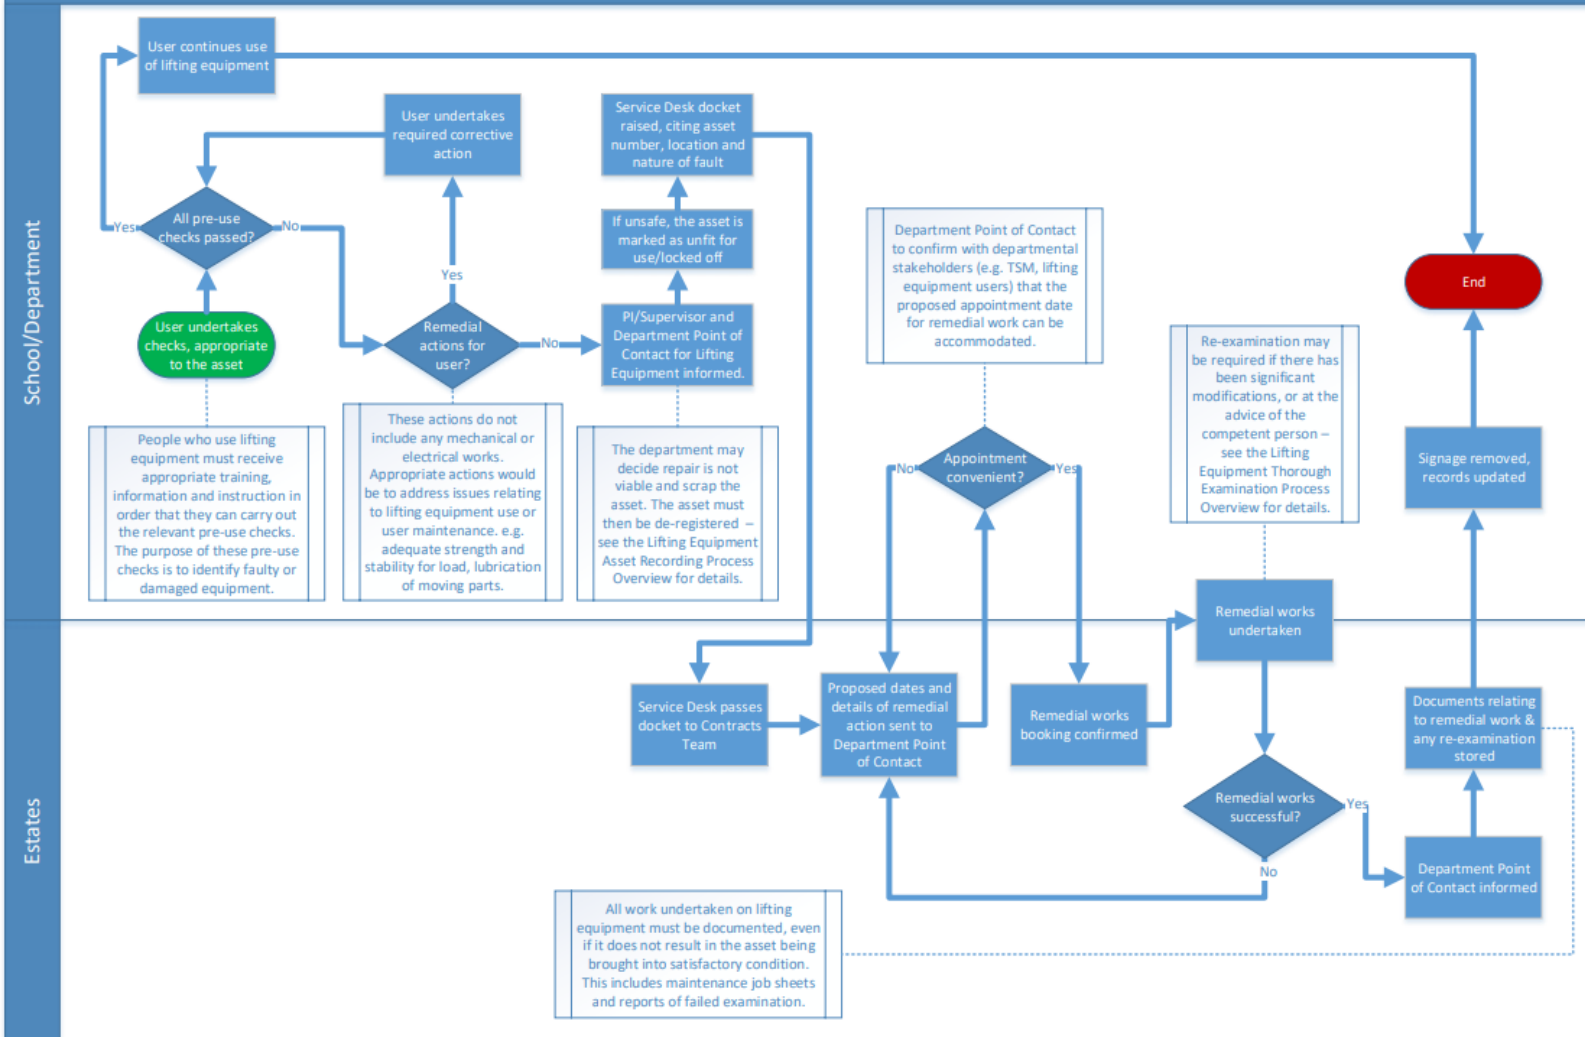 School/Department
User continues use
of lifting equipment
User undertakes
required corrective
action
Service Desk docket
raised, citing asset
number, location and
nature of fault
All pre-use
checks passed?
Yes
No
If unsafe, the asset is
marked as unfit for
use/locked off
Department Point of Contact
to confirm with departmental
stakeholders (e.g. TSM, lifting
equipment users) that the
proposed appointment date
for remedial work can be
accommodated.
End
User undertakes
checks, appropriate
to the asset
Yes
Remedial
actions for
user?
No
PI/Supervisor and
Department Point of
Contact for Lifting
Equipment informed.
Re-examination may
be required if there has
been significant
modifications, or at the
advice of the
competent person –
see the Lifting
Equipment Thorough
Examination Process
Overview for details.
People who use lifting
equipment must receive
appropriate training,
information and instruction in
order that they can carry out
the relevant pre-use checks.
The purpose of these pre-use
checks is to identify faulty or
damaged equipment.
These actions do not
include any mechanical or
electrical works.
Appropriate actions would
be to address issues relating
to lifting equipment use or
user maintenance. e.g.
adequate strength and
stability for load, lubrication
of moving parts.
The department may
decide repair is not
viable and scrap the
asset. The asset must
then be de-registered –
see the Lifting Equipment
Asset Recording Process
Overview for details.
No
Appointment
convenient?
Yes
Signage removed,
records updated
Remedial works
undertaken
Estates
Service Desk passes
docket to Contracts
Team
Proposed dates and
details of remedial
action sent to
Department Point
of Contact
Remedial works
booking confirmed
Documents relating
to remedial work &
any re-examination
stored
Remedial works
successful?
Yes
No
Department Point
of Contact informed
All work undertaken on lifting
equipment must be documented, even
if it does not result in the asset being
brought into satisfactory condition.
This includes maintenance job sheets
and reports of failed examination.